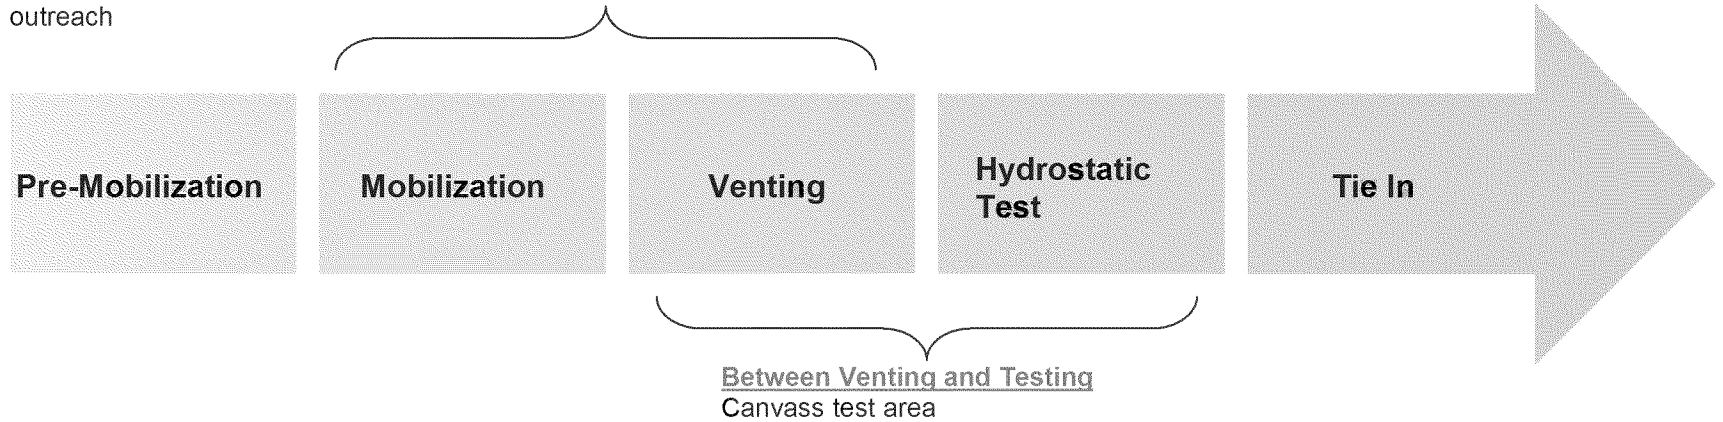 outreach
Pre-Mobilization
Mobilization
Venting
Hydrostatic
Test
Tie In
Between Venting and Testing
Canvass test area